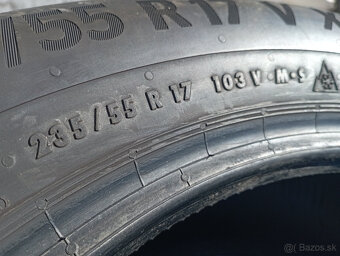 /55 R17 V X
235/55 R 17 103 V · M·S
© Bazos.sk